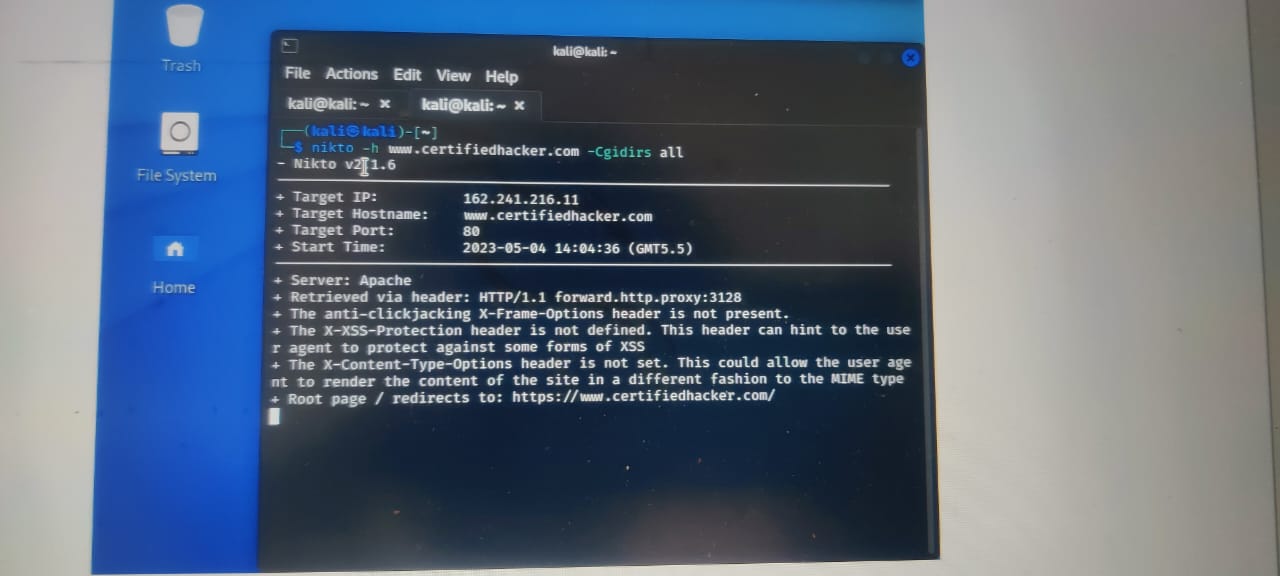 Trash
File System
Home
kali@kali: ~
File Actions Edit View Help
kali@kali: ~ × kali@kali: ~ ×
(kali㉿kali)-[~]
$ nikto -h www.certifiedhacker.com -Cgidirs all
- Nikto v2.1.6
+ Target IP: 162.241.216.11
+ Target Hostname: www.certifiedhacker.com
+ Target Port: 80
+ Start Time: 2023-05-04 14:04:36 (GMT5.5)
+ Server: Apache
+ Retrieved via header: HTTP/1.1 forward.http.proxy:3128
+ The anti-clickjacking X-Frame-Options header is not present.
+ The X-XSS-Protection header is not defined. This header can hint to the use
r agent to protect against some forms of XSS
+ The X-Content-Type-Options header is not set. This could allow the user age
nt to render the content of the site in a different fashion to the MIME type
+ Root page / redirects to: https://www.certifiedhacker.com/